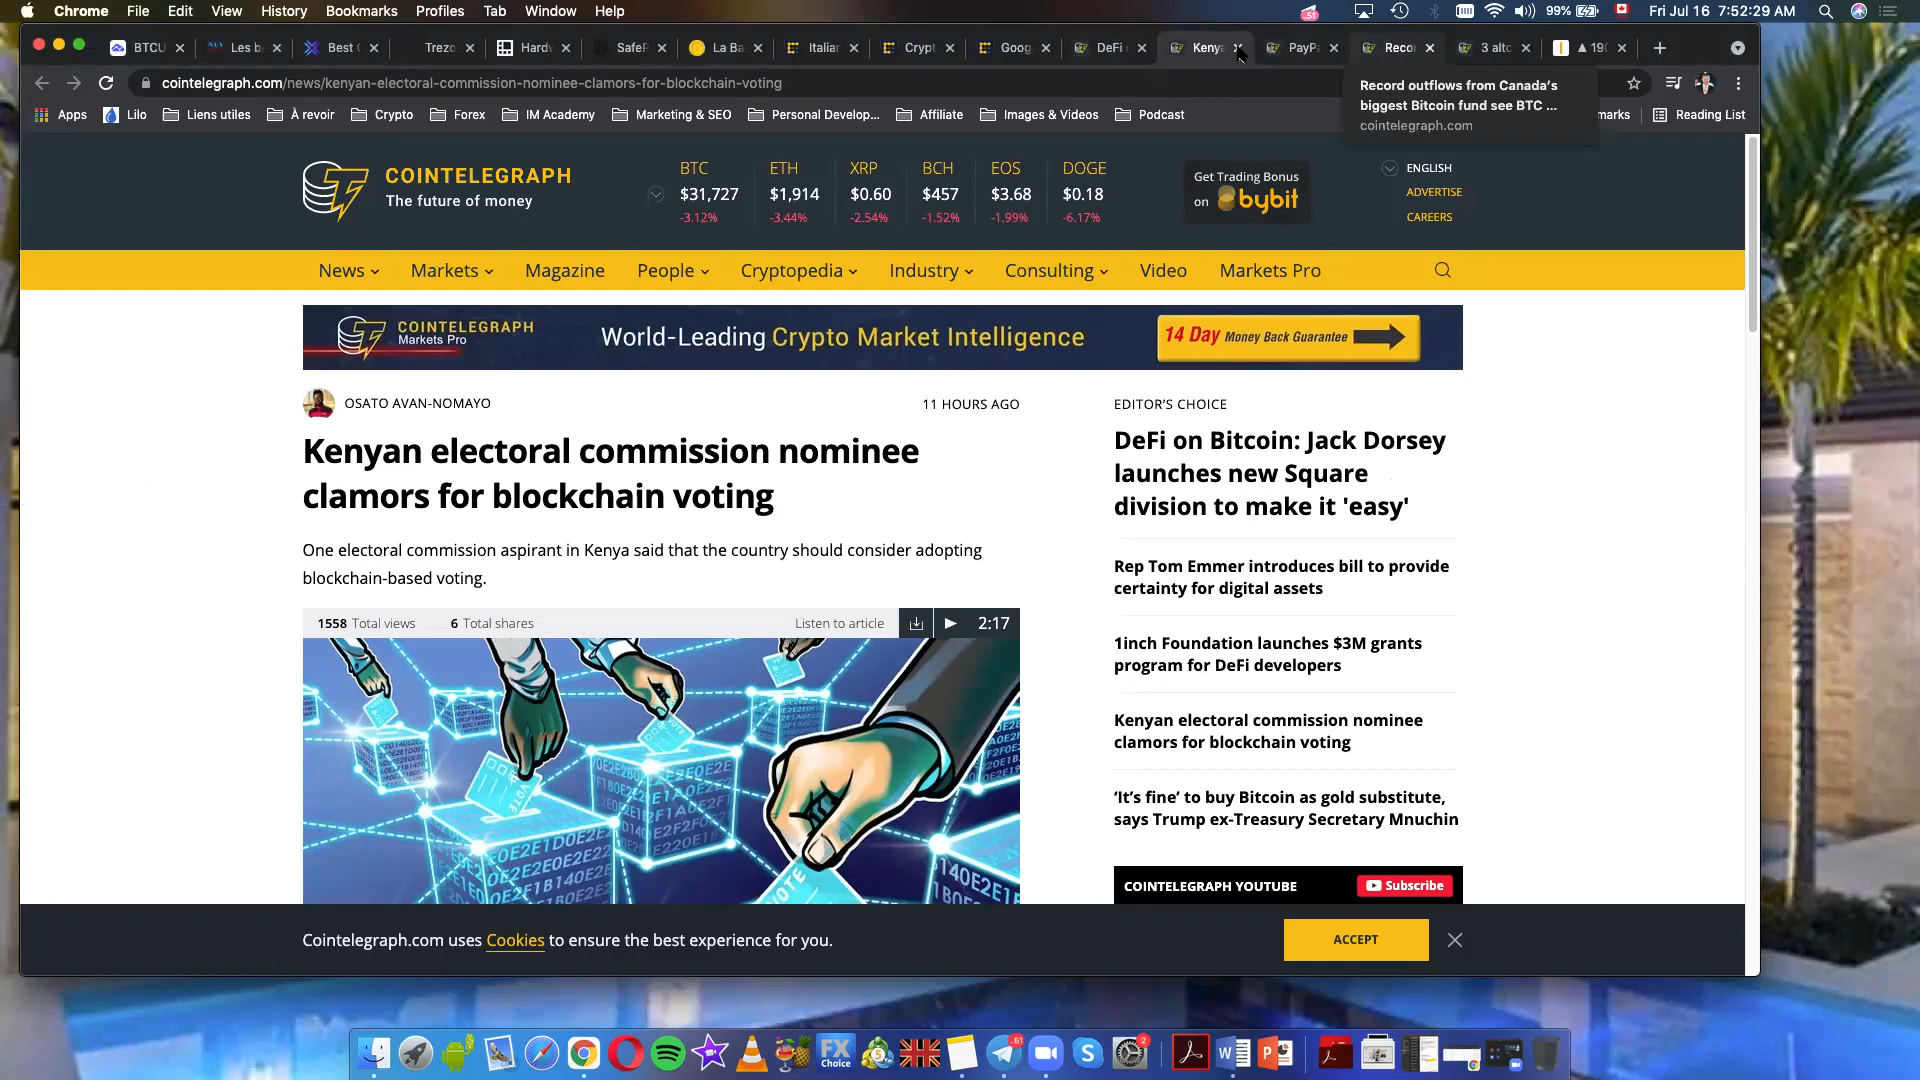 Chrome File Edit View History Bookmarks Profiles Tab Window Help
99% Fri Jul 16 7:52:29 AM
BTCU Les b Best Trezo Hardw SafeP La Ba Italian Crypt Goog DeFi Kenya PayPa Recor 3 altc 190
cointelegraph.com/news/kenyan-electoral-commission-nominee-clamors-for-blockchain-voting
Record outflows from Canada's
biggest Bitcoin fund see BTC ...
cointelegraph.com
Apps Lilo Liens utiles À revoir Crypto Forex IM Academy Marketing & SEO Personal Develop... Affiliate Images & Videos Podcast marks Reading List
COINTELEGRAPH
The future of money
BTC ETH XRP BCH EOS DOGE
$31,727 $1,914 $0.60 $457 $3.68 $0.18
-3.12% -3.44% -2.54% -1.52% -1.99% -6.17%
Get Trading Bonus
on bybit
ENGLISH
ADVERTISE
CAREERS
News Markets Magazine People Cryptopedia Industry Consulting Video Markets Pro
COINTELEGRAPH
Markets Pro
World-Leading Crypto Market Intelligence
14 Day Money Back Guarantee
OSATO AVAN-NOMAYO
11 HOURS AGO
Kenyan electoral commission nominee
clamors for blockchain voting
One electoral commission aspirant in Kenya said that the country should consider adopting
blockchain-based voting.
1558 Total views 6 Total shares Listen to article 2:17
VOTE
EDITOR'S CHOICE
DeFi on Bitcoin: Jack Dorsey
launches new Square
division to make it 'easy'
Rep Tom Emmer introduces bill to provide
certainty for digital assets
1inch Foundation launches $3M grants
program for DeFi developers
Kenyan electoral commission nominee
clamors for blockchain voting
‘It’s fine’ to buy Bitcoin as gold substitute,
says Trump ex-Treasury Secretary Mnuchin
COINTELEGRAPH YOUTUBE Subscribe
Cointelegraph.com uses Cookies to ensure the best experience for you.
ACCEPT
FX
Choice